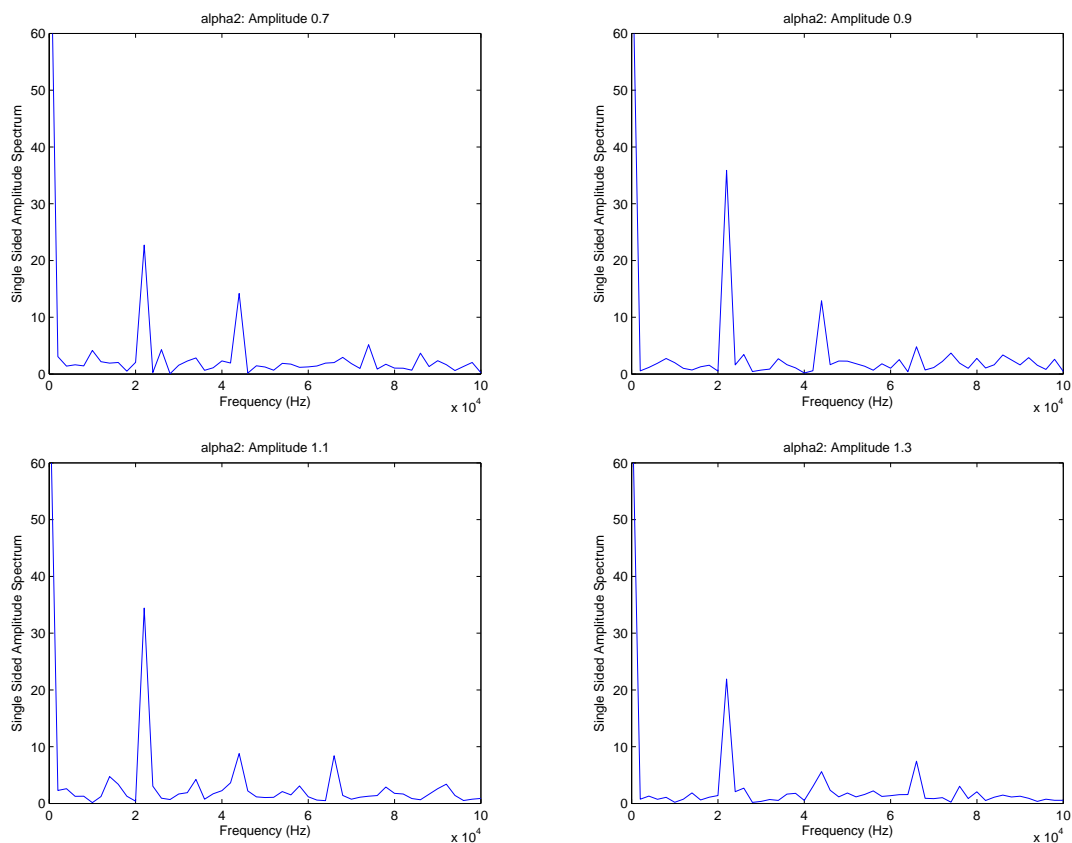 alpha2: Amplitude 0.7
Single Sided Amplitude Spectrum
60
50
40
30
20
10
0
0 2 4 6 8 10
x 10^4
Frequency (Hz)
alpha2: Amplitude 0.9
Single Sided Amplitude Spectrum
60
50
40
30
20
10
0
0 2 4 6 8 10
x 10^4
Frequency (Hz)
alpha2: Amplitude 1.1
Single Sided Amplitude Spectrum
60
50
40
30
20
10
0
0 2 4 6 8 10
x 10^4
Frequency (Hz)
alpha2: Amplitude 1.3
Single Sided Amplitude Spectrum
60
50
40
30
20
10
0
0 2 4 6 8 10
x 10^4
Frequency (Hz)